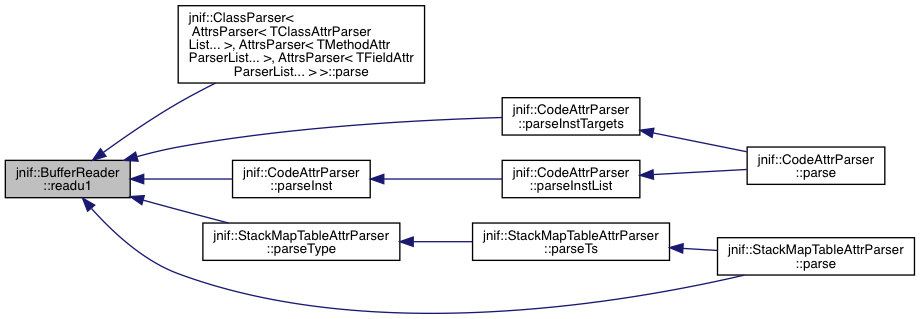 jnif::ClassParser<
AttrsParser< TClassAttrParser
List... >, AttrsParser< TMethodAttr
ParserList... >, AttrsParser< TFieldAttr
ParserList... > >::parse
jnif::CodeAttrParser
::parseInstTargets
jnif::CodeAttrParser
::parse
jnif::BufferReader
::readu1
jnif::CodeAttrParser
::parseInst
jnif::CodeAttrParser
::parseInstList
jnif::StackMapTableAttrParser
::parseType
jnif::StackMapTableAttrParser
::parseTs
jnif::StackMapTableAttrParser
::parse